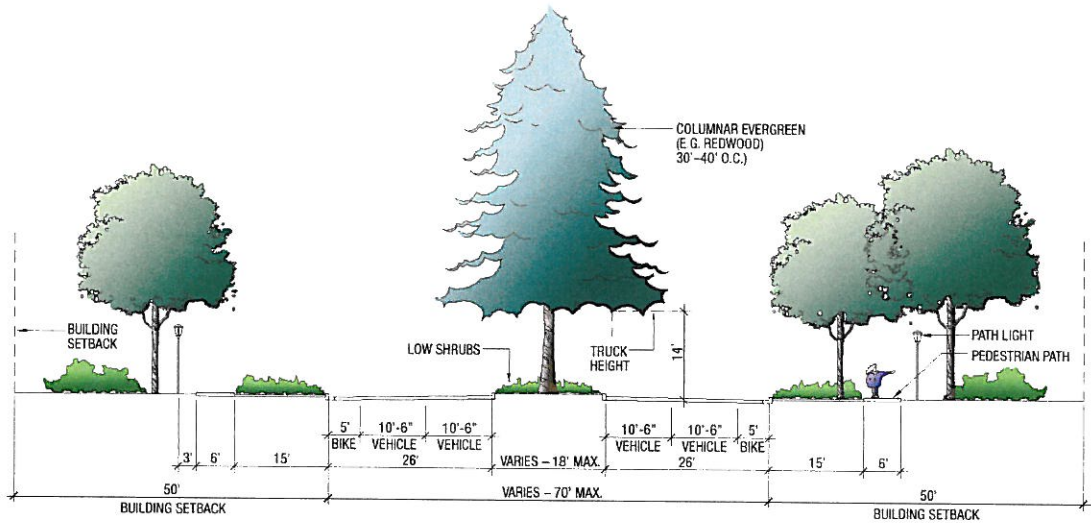 COLUMNAR EVERGREEN
(E.G. REDWOOD)
30'-40' O.C.)
BUILDING
SETBACK
LOW SHRUBS
TRUCK
HEIGHT
14'
PATH LIGHT
PEDESTRIAN PATH
5'
BIKE
10'-6"
VEHICLE
10'-6"
VEHICLE
10'-6"
VEHICLE
10'-6"
VEHICLE
5'
BIKE
3'
6'
15'
26'
VARIES – 18' MAX.
26'
15'
6'
50'
BUILDING SETBACK
VARIES – 70' MAX.
50'
BUILDING SETBACK